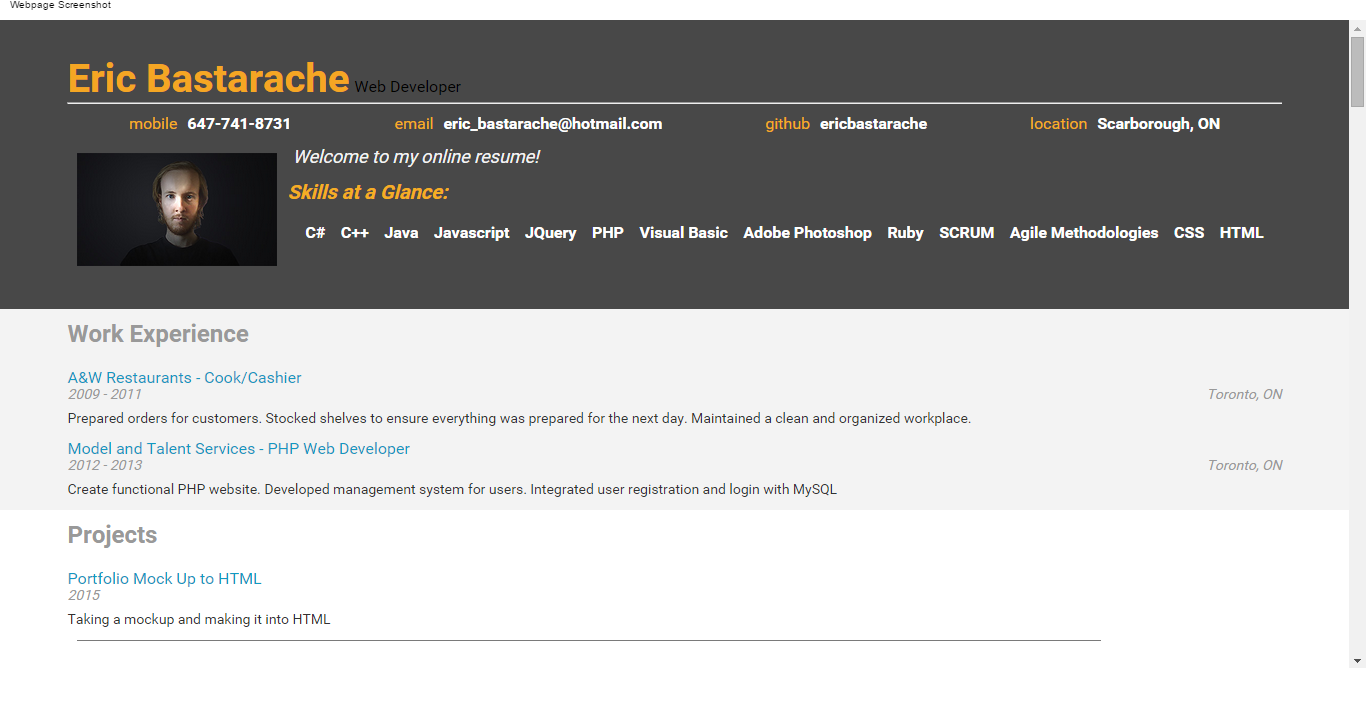 Webpage Screenshot
Eric Bastarache Web Developer
mobile 647-741-8731 email eric_bastarache@hotmail.com github ericbastarache location Scarborough, ON
Welcome to my online resume!
Skills at a Glance:
C# C++ Java Javascript JQuery PHP Visual Basic Adobe Photoshop Ruby SCRUM Agile Methodologies CSS HTML
Work Experience
A&W Restaurants - Cook/Cashier
2009 - 2011 Toronto, ON
Prepared orders for customers. Stocked shelves to ensure everything was prepared for the next day. Maintained a clean and organized workplace.
Model and Talent Services - PHP Web Developer
2012 - 2013 Toronto, ON
Create functional PHP website. Developed management system for users. Integrated user registration and login with MySQL
Projects
Portfolio Mock Up to HTML
2015
Taking a mockup and making it into HTML